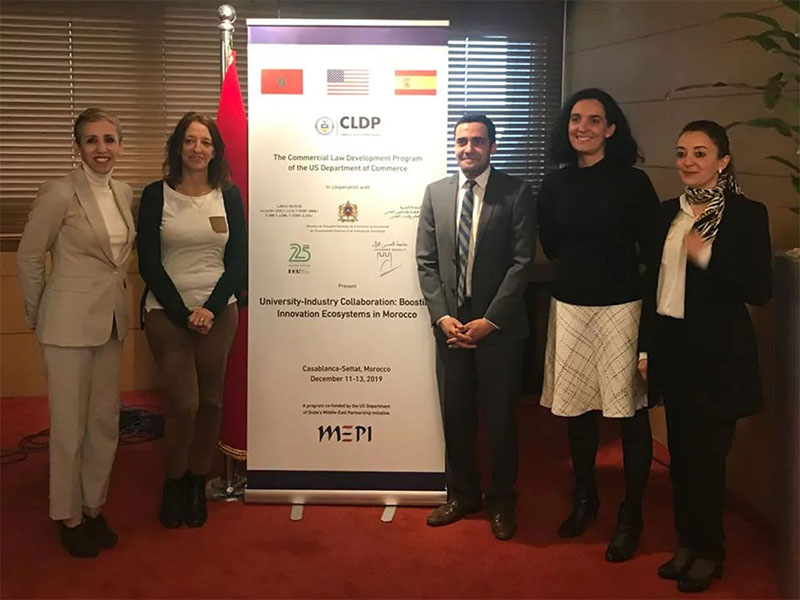 CLDP
The Commercial Law Development Program
of the US Department of Commerce
In cooperation with
25
Present
University-Industry Collaboration: Boosti
Innovation Ecosystems in Morocco
Casablanca-Settat, Morocco
December 11-13, 2019
A program co-funded by the US Department
of State's Middle-East Partnership Initiative
MEPI